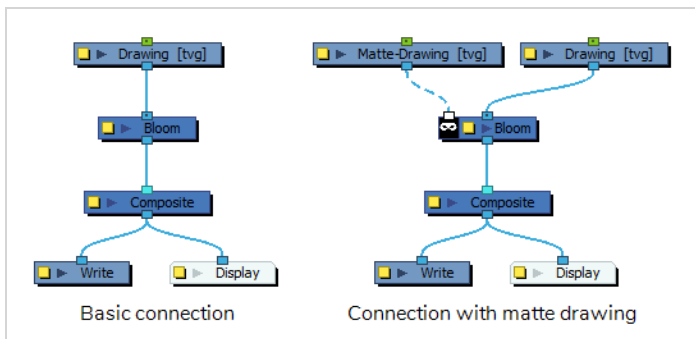 Drawing [tvg]
Matte-Drawing [tvg]
Drawing [tvg]
Bloom
Bloom
Composite
Composite
Write
Display
Write
Display
Basic connection
Connection with matte drawing